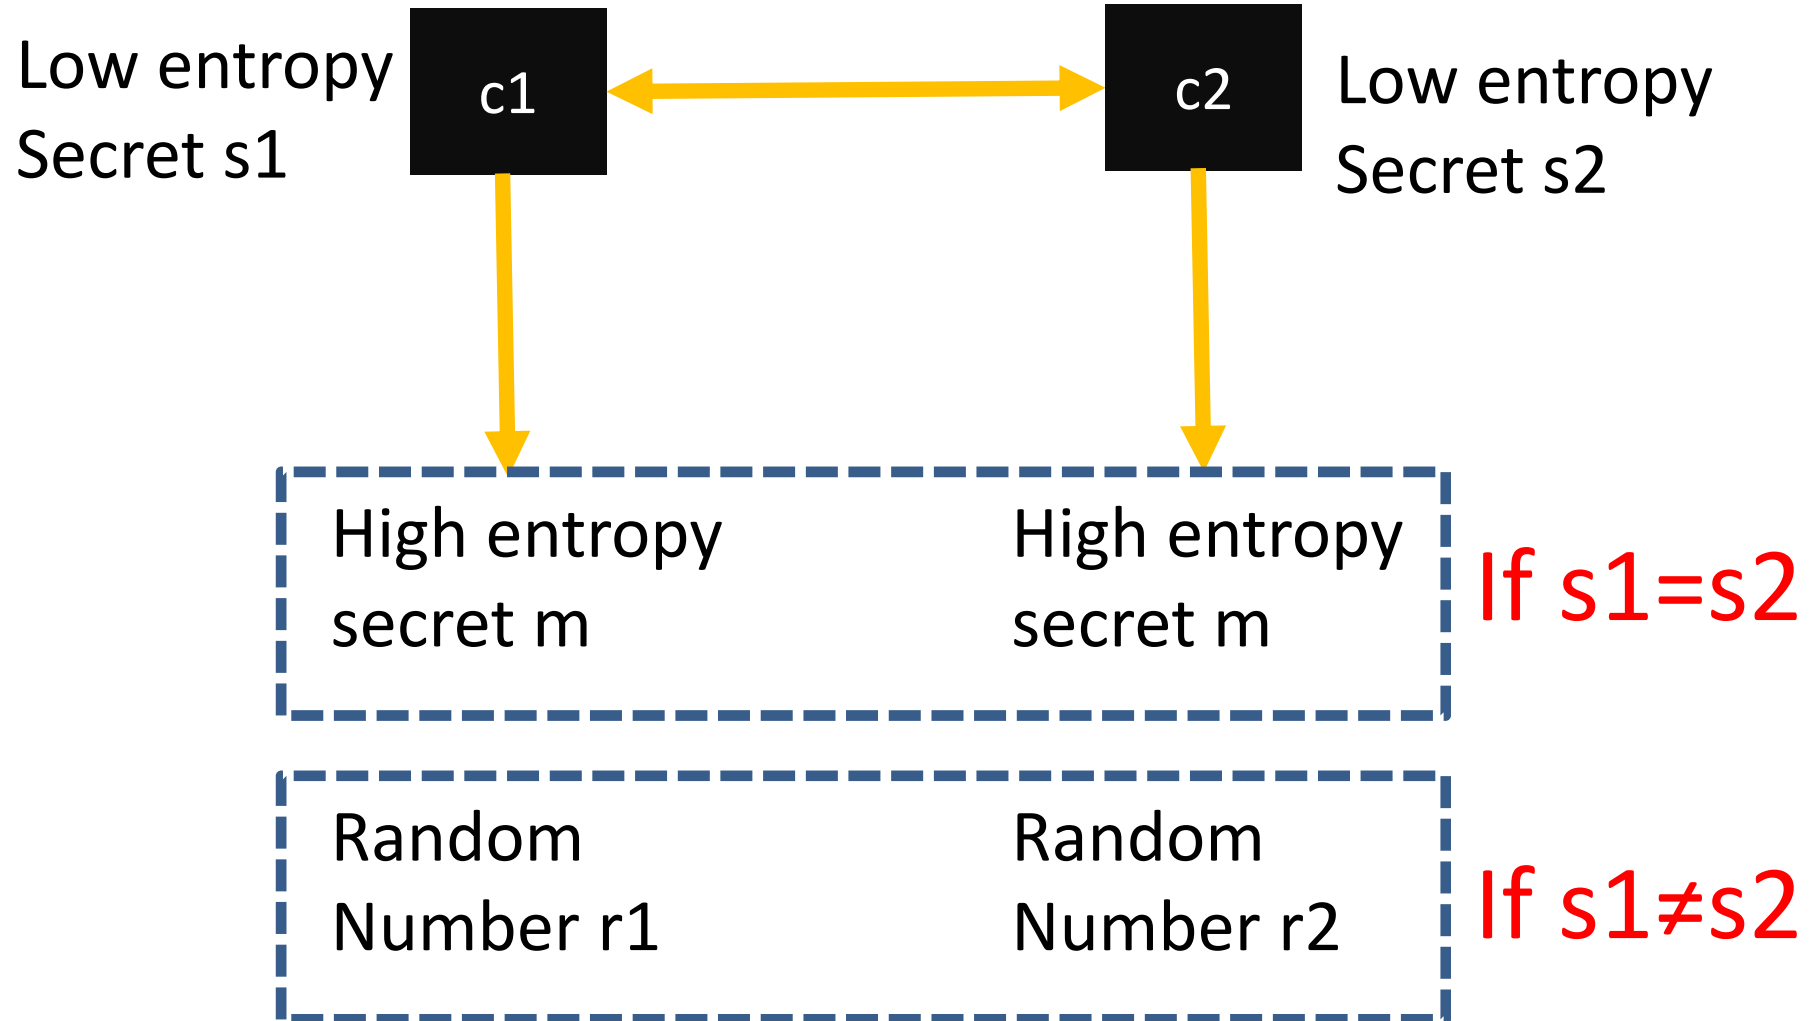 Low entropy
Secret s1
c1
c2
Low entropy
Secret s2
High entropy
secret m
High entropy
secret m
If s1=s2
Random
Number r1
Random
Number r2
If s1≠s2